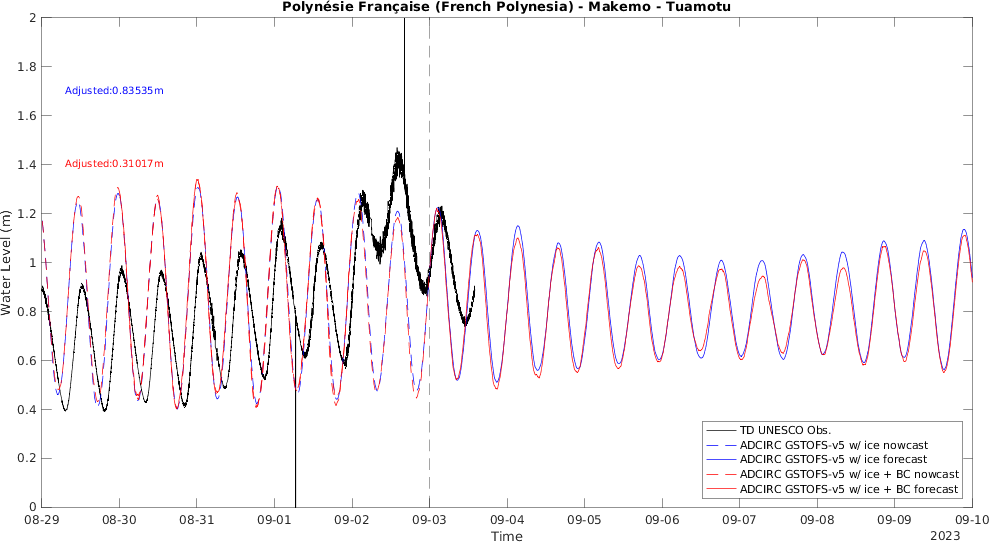 Polynésie Française (French Polynesia) - Makemo - Tuamotu
2
1.8
1.6
1.4
1.2
1
0.8
0.6
0.4
0.2
0
Water Level (m)
Adjusted:0.83535m
Adjusted:0.31017m
TD UNESCO Obs.
ADCIRC GSTOFS-v5 w/ ice nowcast
ADCIRC GSTOFS-v5 w/ ice forecast
ADCIRC GSTOFS-v5 w/ ice + BC nowcast
ADCIRC GSTOFS-v5 w/ ice + BC forecast
08-29 08-30 08-31 09-01 09-02 09-03 09-04 09-05 09-06 09-07 09-08 09-09 09-10
Time
2023